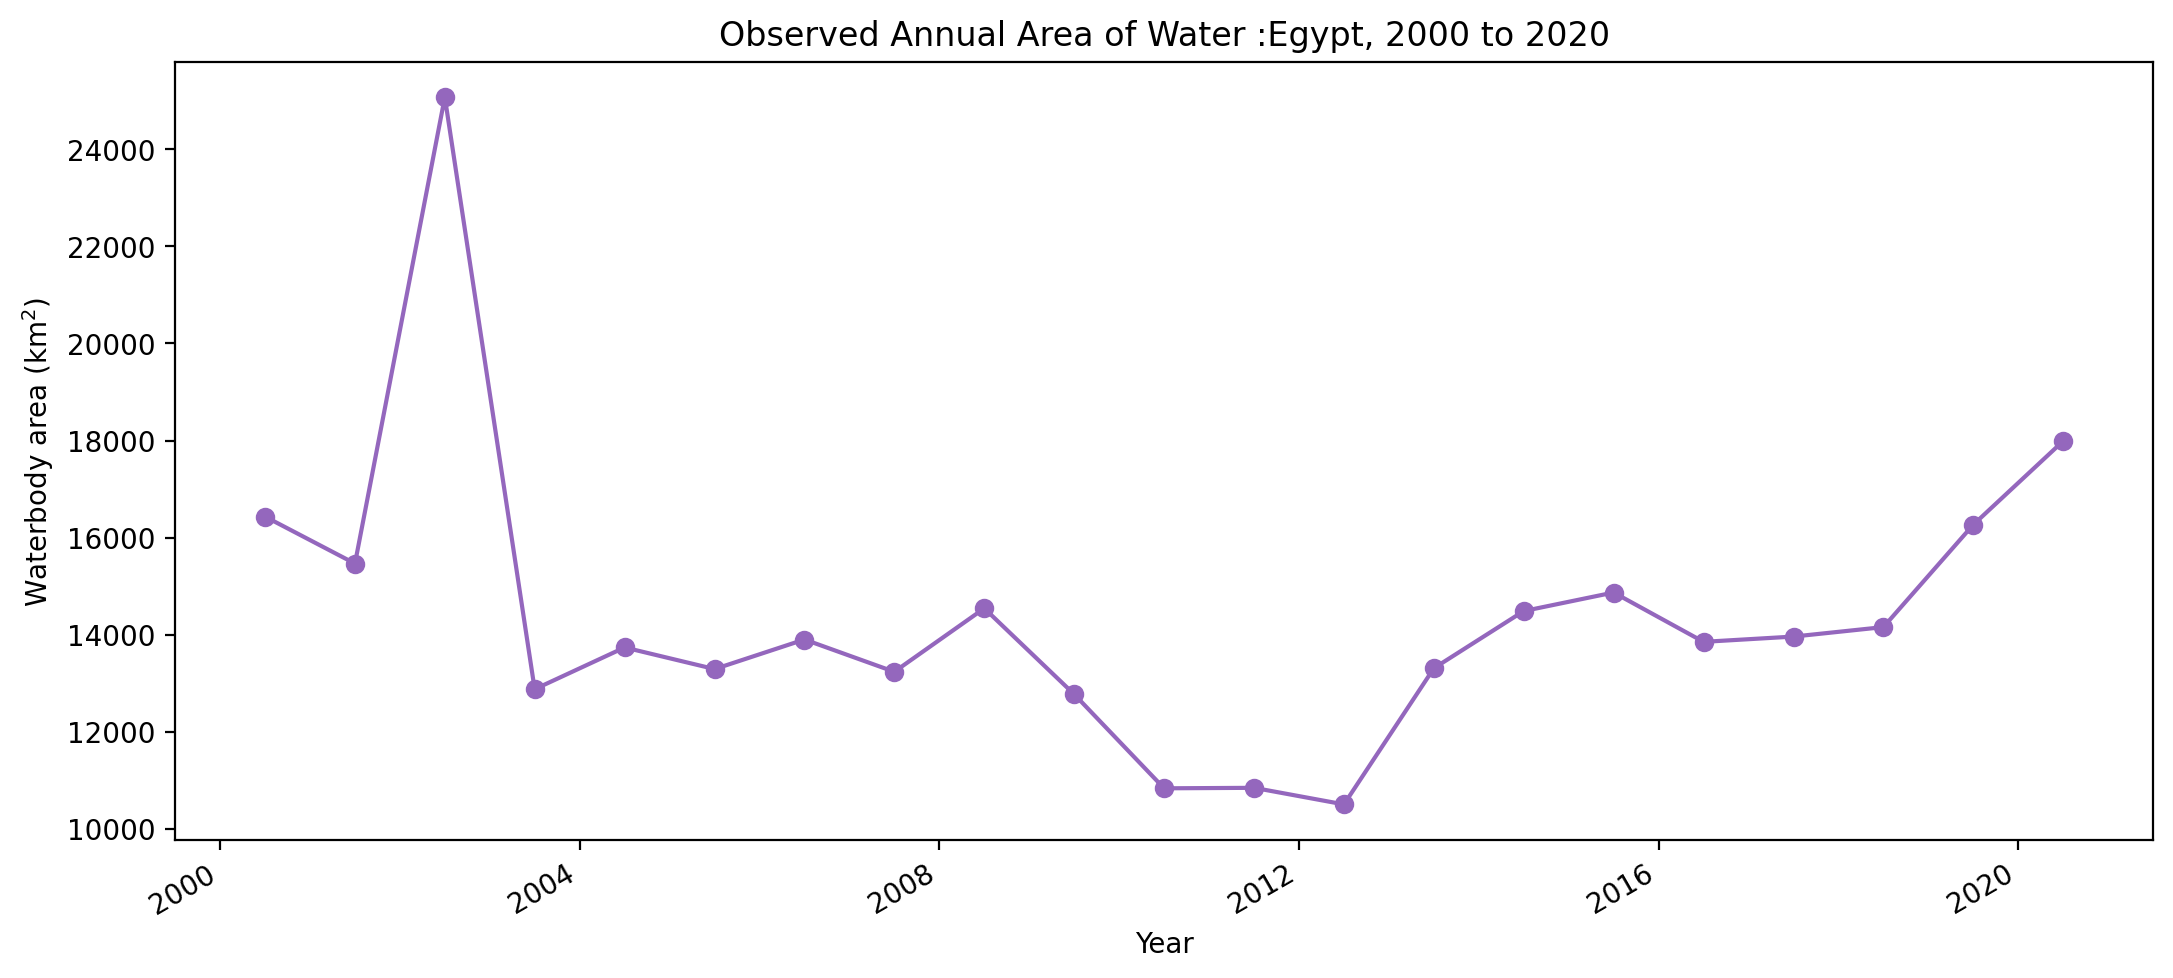 Observed Annual Area of Water :Egypt, 2000 to 2020
Waterbody area (km²)
24000
22000
20000
18000
16000
14000
12000
10000
2000 2004 2008 2012 2016 2020
Year